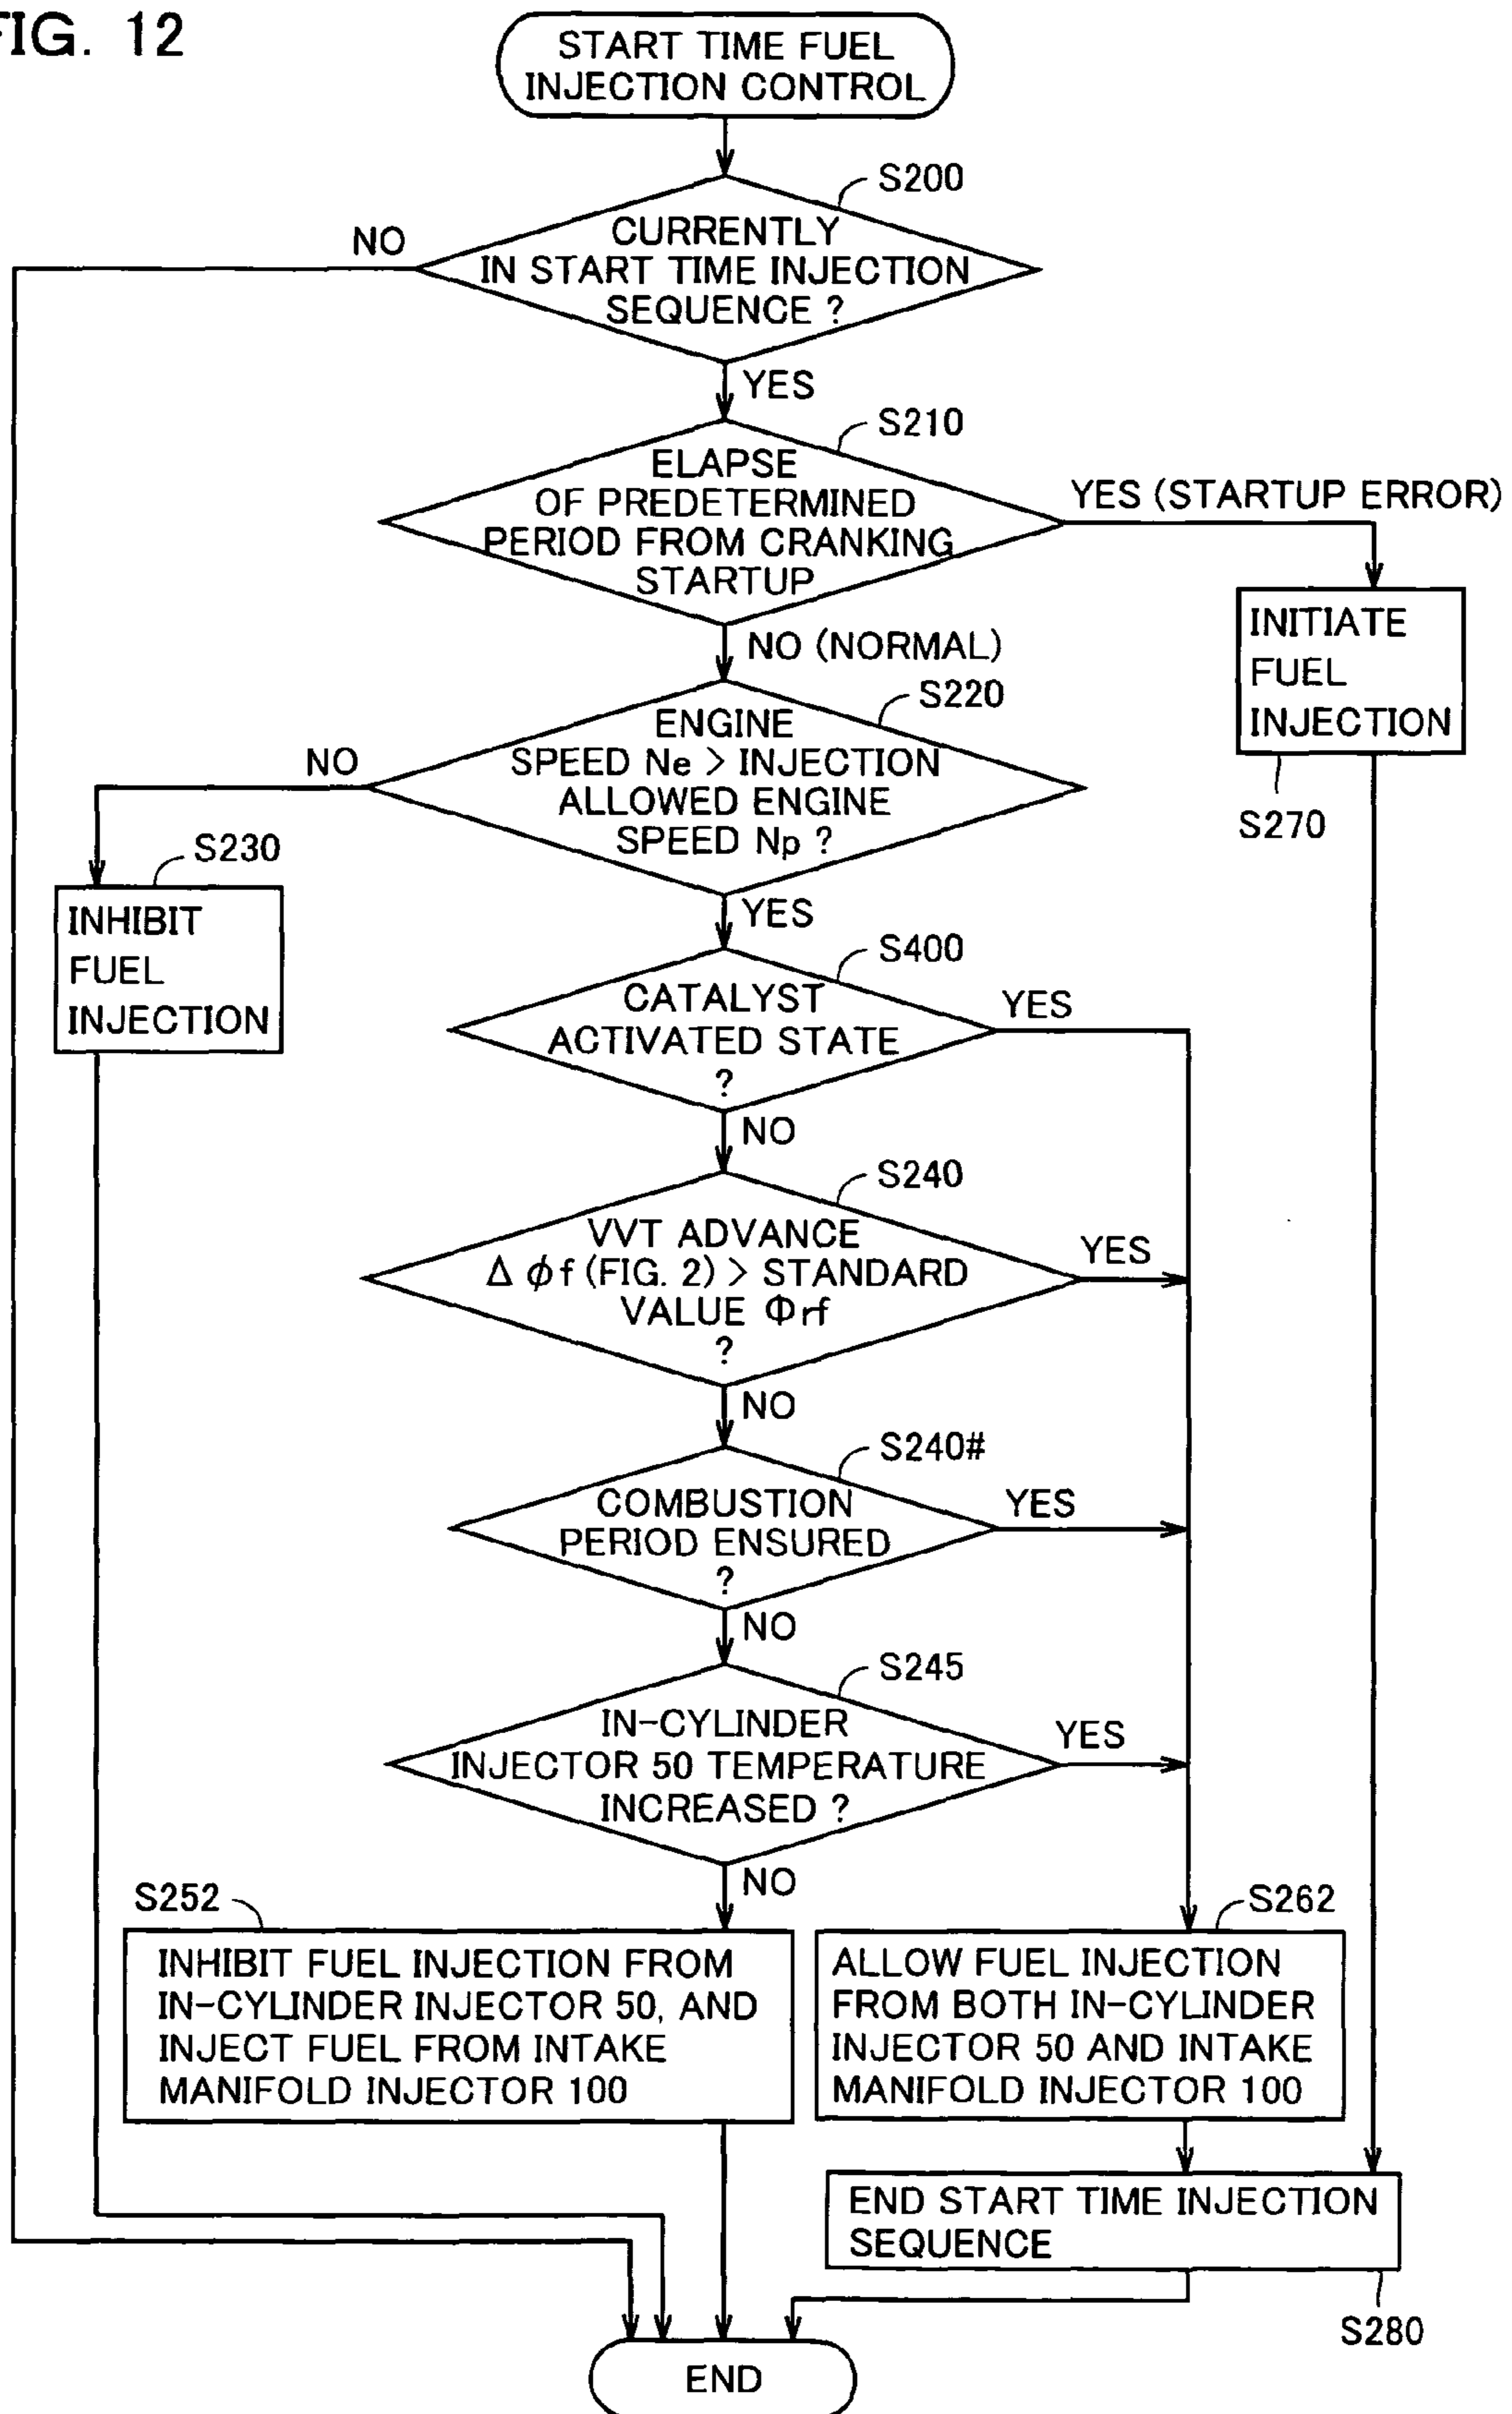 FIG. 12
START TIME FUEL
INJECTION CONTROL
S200
CURRENTLY
IN START TIME INJECTION
SEQUENCE ?
NO
YES
S210
ELAPSE
OF PREDETERMINED
PERIOD FROM CRANKING
STARTUP
YES (STARTUP ERROR)
NO (NORMAL)
INITIATE
FUEL
INJECTION
S270
S220
ENGINE
SPEED Ne > INJECTION
ALLOWED ENGINE
SPEED Np ?
NO
S230
INHIBIT
FUEL
INJECTION
YES
S400
CATALYST
ACTIVATED STATE
?
YES
NO
S240
VVT ADVANCE
Δ ϕf (FIG. 2) > STANDARD
VALUE Φrf
?
YES
NO
S240#
COMBUSTION
PERIOD ENSURED
?
YES
NO
S245
IN-CYLINDER
INJECTOR 50 TEMPERATURE
INCREASED ?
YES
NO
S252
INHIBIT FUEL INJECTION FROM
IN-CYLINDER INJECTOR 50, AND
INJECT FUEL FROM INTAKE
MANIFOLD INJECTOR 100
S262
ALLOW FUEL INJECTION
FROM BOTH IN-CYLINDER
INJECTOR 50 AND INTAKE
MANIFOLD INJECTOR 100
END START TIME INJECTION
SEQUENCE
S280
END